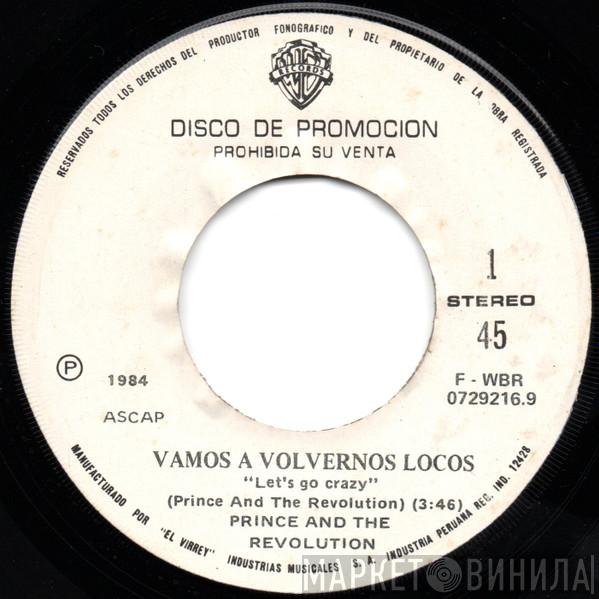 RESERVADOS TODOS LOS DERECHOS DEL PRODUCTOR FONOGRAFICO Y DEL PROPIETARIO DE LA OBRA REGISTRADA
WB
RECORDS
DISCO DE PROMOCION
PROHIBIDA SU VENTA
1
STEREO
45
P 1984
F - WBR
0729216.9
ASCAP
VAMOS A VOLVERNOS LOCOS
"Let's go crazy"
(Prince And The Revolution) (3:46)
PRINCE AND THE
REVOLUTION
MANUFACTURADO POR "EL VIRREY" INDUSTRIAS MUSICALES S. A. INDUSTRIA PERUANA REG. IND. 12428
МАРКЕТ ВИНИЛА